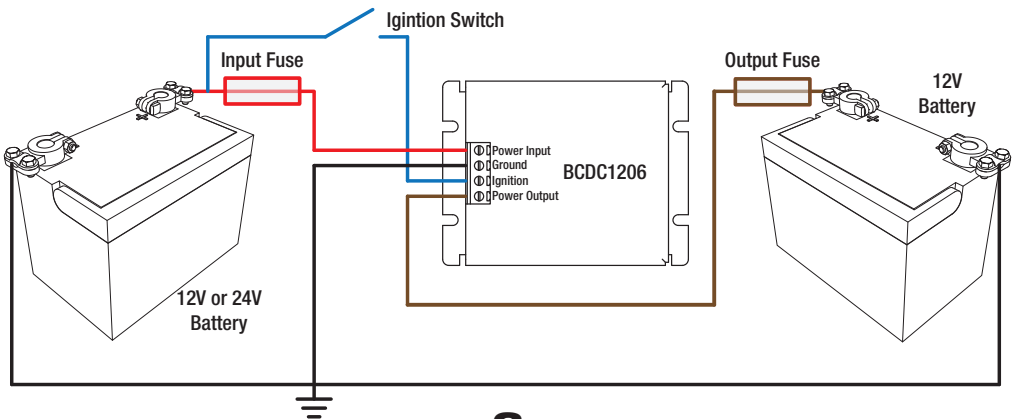 Igintion Switch
Input Fuse
Output Fuse
12V
Battery
Power Input
Ground
Ignition
Power Output
BCDC1206
12V or 24V
Battery